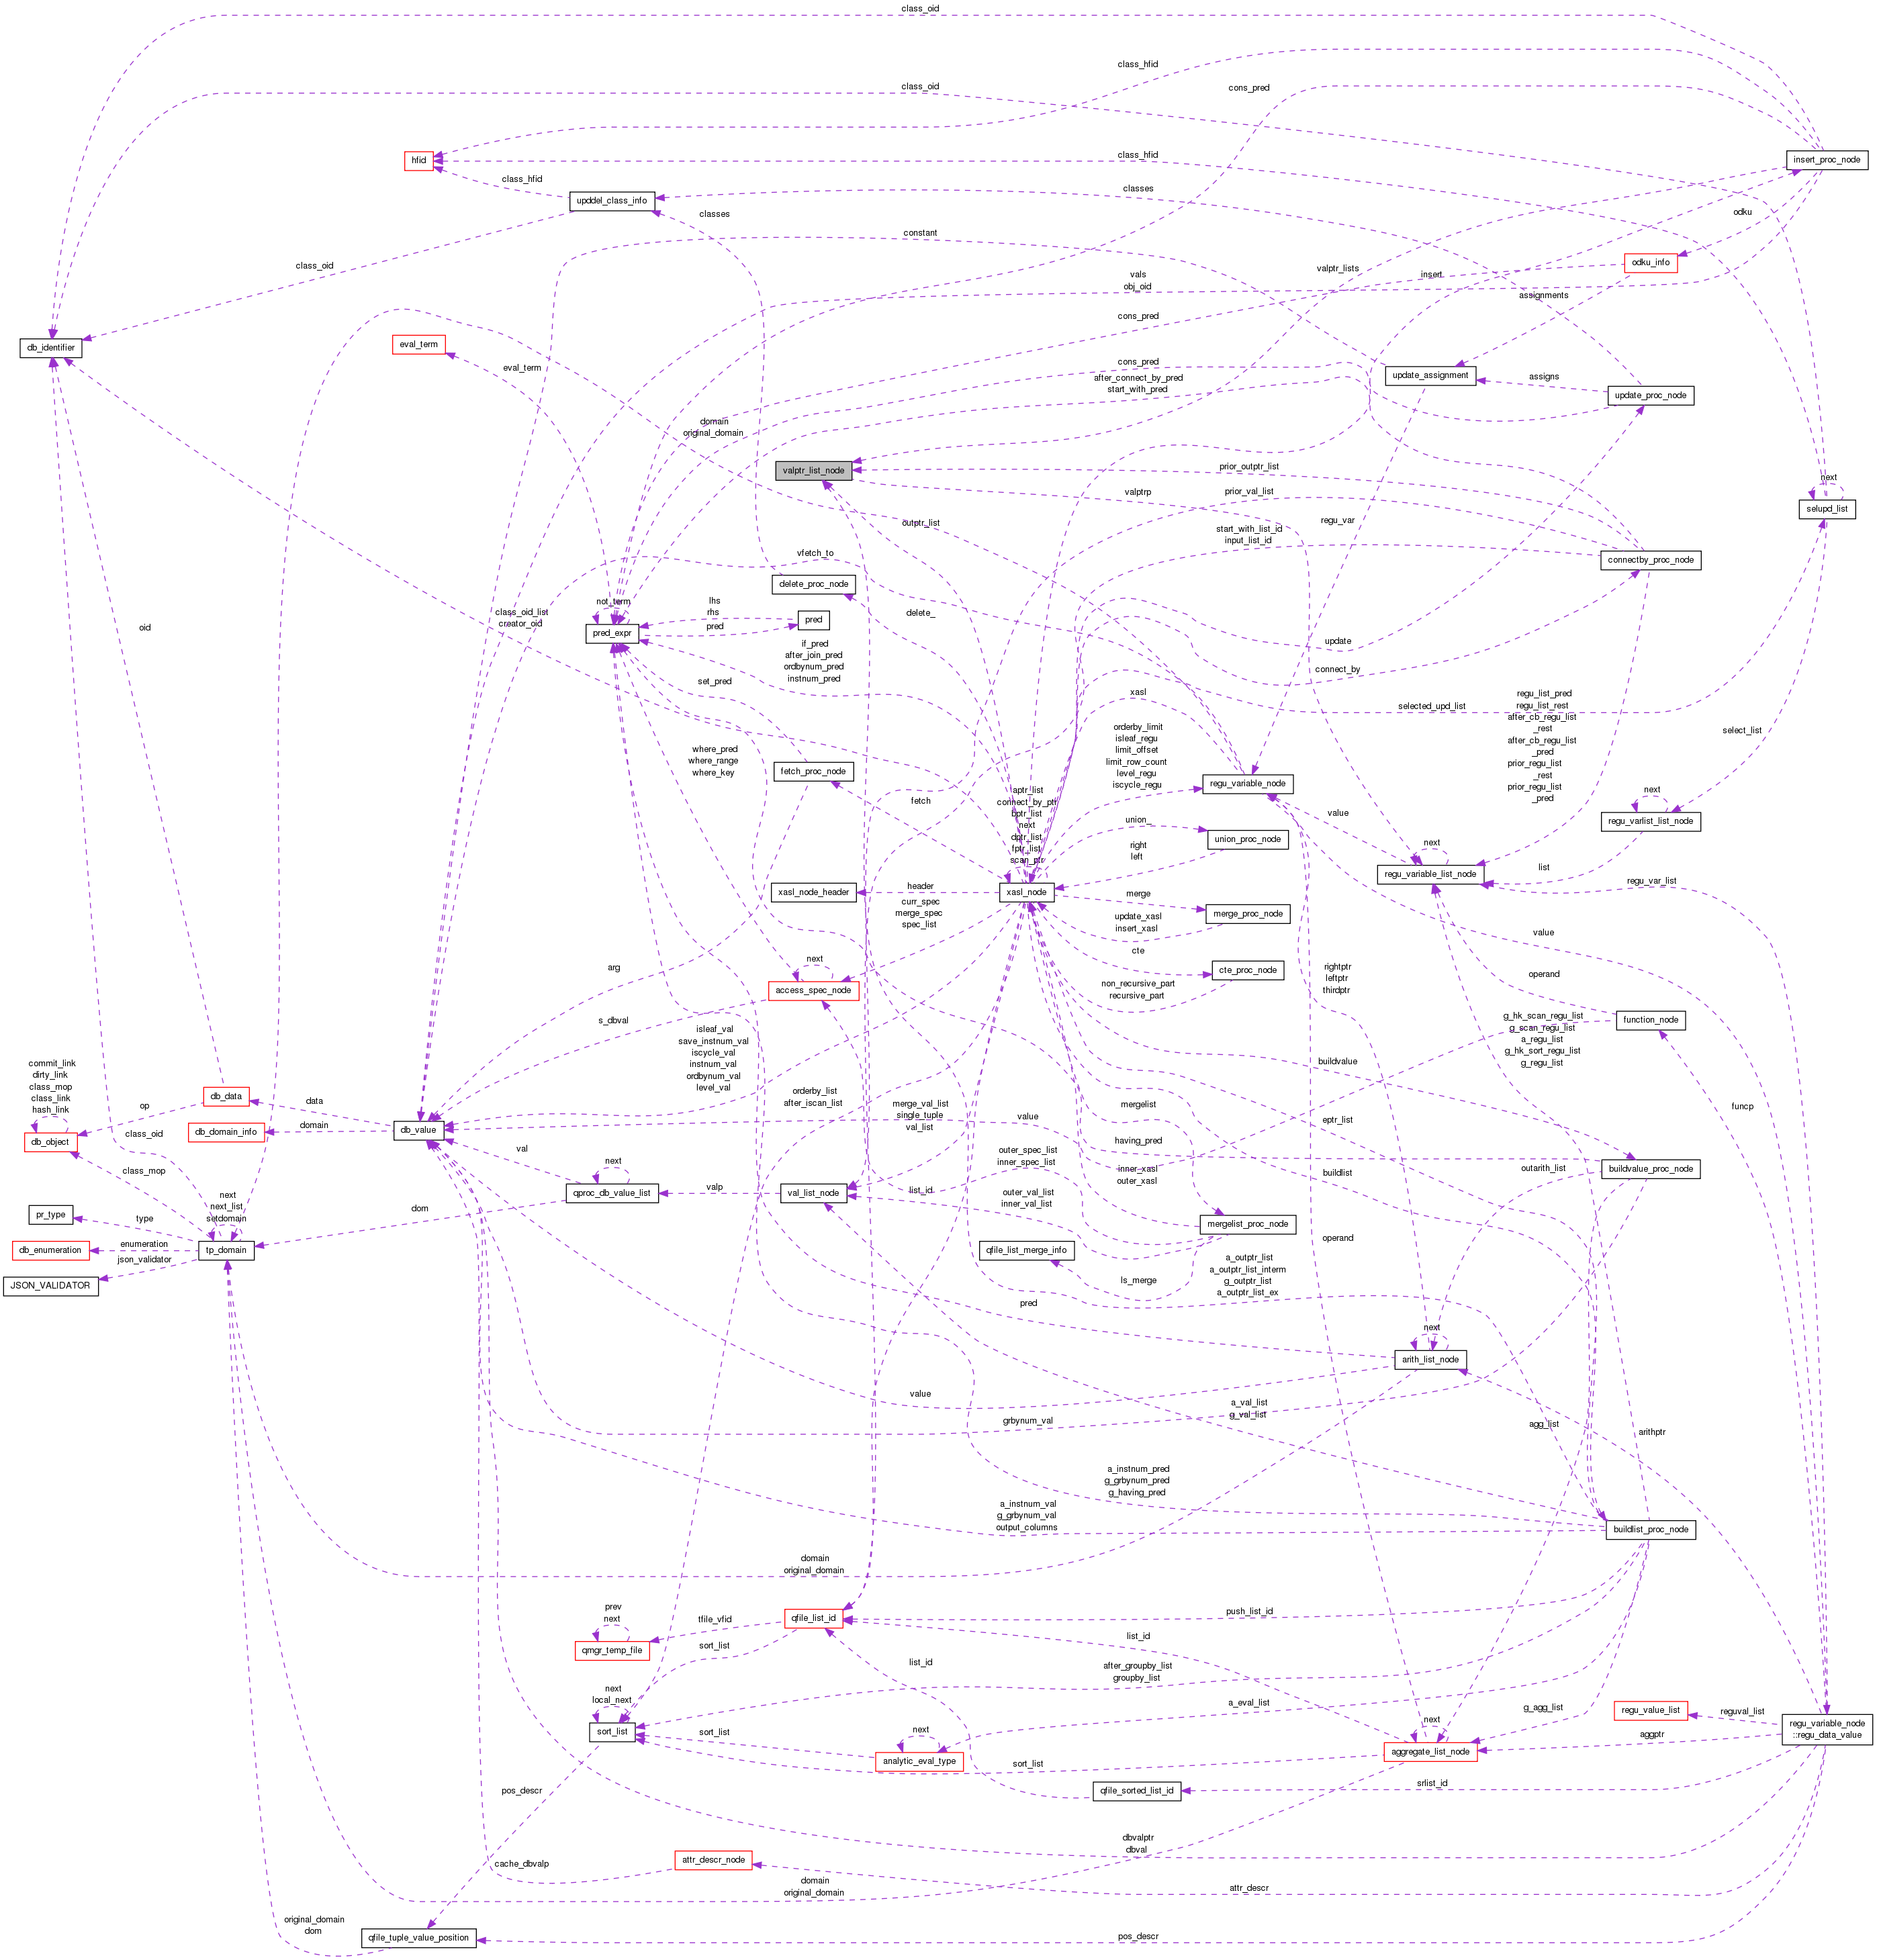 class_oid
class_hfid
class_oid
cons_pred
hfid
class_hfid
insert_proc_node
class_hfid
upddel_class_info
classes
classes
odku
constant
class_oid
valptr_lists
insert
odku_info
vals
obj_oid
assignments
cons_pred
db_identifier
eval_term
eval_term
cons_pred
after_connect_by_pred
start_with_pred
update_assignment
assigns
update_proc_node
domain
original_domain
valptr_list_node
prior_outptr_list
valptrp
prior_val_list
next
selupd_list
outptr_list
start_with_list_id
input_list_id
regu_var
vfetch_to
connectby_proc_node
delete_proc_node
class_oid_list
creator_oid
not_term
lhs
rhs
pred
pred_expr
pred
delete_
oid
update
if_pred
after_join_pred
ordbynum_pred
instnum_pred
connect_by
set_pred
xasl
selected_upd_list
regu_list_pred
regu_list_rest
after_cb_regu_list
_rest
after_cb_regu_list
_pred
prior_regu_list
_rest
prior_regu_list
_pred
select_list
where_pred
where_range
where_key
fetch_proc_node
orderby_limit
isleaf_regu
limit_offset
limit_row_count
level_regu
iscycle_regu
regu_variable_node
fetch
aptr_list
connect_by_ptr
bptr_list
next
dptr_list
fptr_list
scan_ptr
next
regu_varlist_list_node
union_
union_proc_node
value
right
left
next
list
regu_variable_list_node
regu_var_list
xasl_node_header
header
xasl_node
curr_spec
merge_spec
spec_list
merge
merge_proc_node
update_xasl
insert_xasl
value
next
cte
cte_proc_node
arg
access_spec_node
non_recursive_part
recursive_part
rightptr
leftptr
thirdptr
operand
s_dbval
function_node
g_hk_scan_regu_list
g_scan_regu_list
a_regu_list
g_hk_sort_regu_list
g_regu_list
isleaf_val
save_instnum_val
iscycle_val
instnum_val
ordbynum_val
level_val
buildvalue
commit_link
dirty_link
class_mop
class_link
hash_link
db_data
data
op
orderby_list
after_iscan_list
merge_val_list
single_tuple
val_list
mergelist
value
eptr_list
funcp
db_object
db_domain_info
domain
db_value
class_oid
val
outer_spec_list
inner_spec_list
having_pred
class_mop
next
inner_xasl
outer_xasl
buildlist
outarith_list
buildvalue_proc_node
qproc_db_value_list
valp
val_list_node
list_id
outer_val_list
inner_val_list
dom
next
next_list
setdomain
pr_type
type
mergelist_proc_node
operand
db_enumeration
enumeration
tp_domain
json_validator
qfile_list_merge_info
JSON_VALIDATOR
ls_merge
a_outptr_list
a_outptr_list_interm
g_outptr_list
a_outptr_list_ex
pred
next
arith_list_node
value
grbynum_val
a_val_list
g_val_list
agg_list
arithptr
a_instnum_pred
g_grbynum_pred
g_having_pred
a_instnum_val
g_grbynum_val
output_columns
buildlist_proc_node
domain
original_domain
prev
next
tfile_vfid
qfile_list_id
push_list_id
qmgr_temp_file
sort_list
list_id
list_id
after_groupby_list
groupby_list
next
local_next
a_eval_list
g_agg_list
regu_value_list
reguval_list
regu_variable_node
::regu_data_value
sort_list
sort_list
next
next
aggptr
analytic_eval_type
sort_list
aggregate_list_node
pos_descr
qfile_sorted_list_id
srlist_id
dbvalptr
dbval
cache_dbvalp
attr_descr_node
domain
original_domain
attr_descr
original_domain
dom
qfile_tuple_value_position
pos_descr